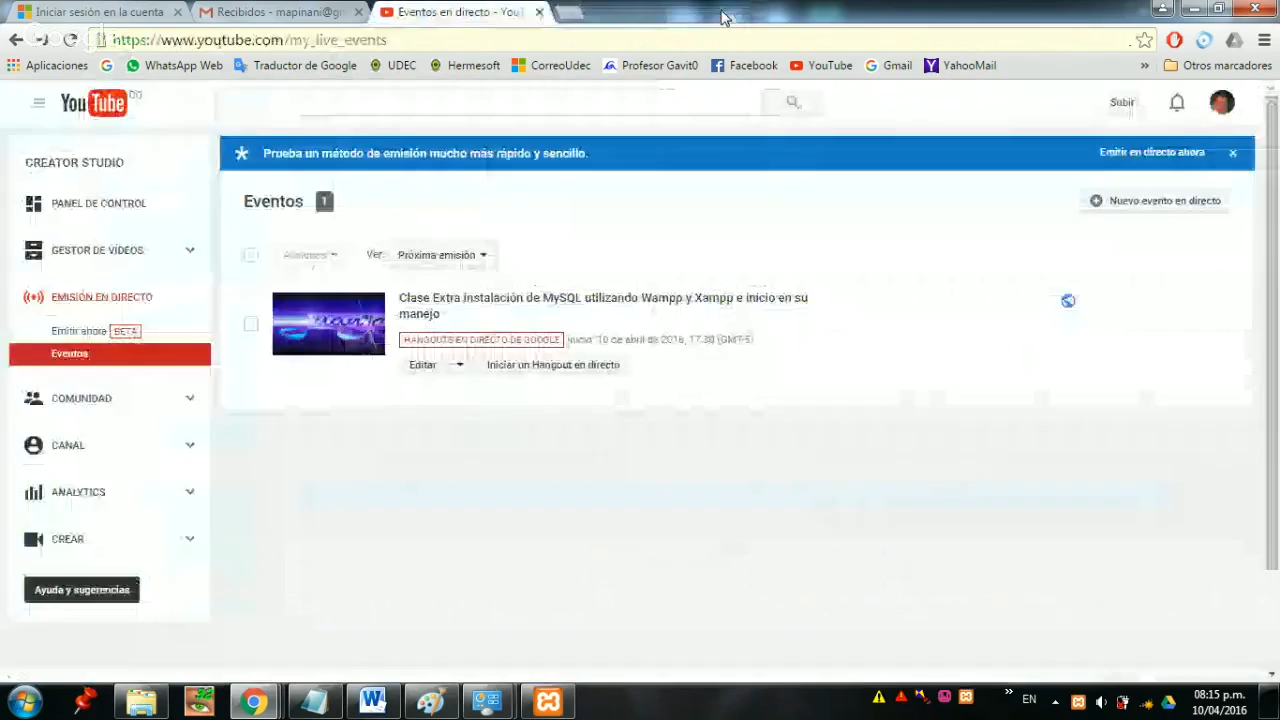 Iniciar sesión en la cuenta
Recibidos - mapinani@gm
Eventos en directo - You
https://www.youtube.com/my_live_events
Aplicaciones
WhatsApp Web
Traductor de Google
UDEC
Hermesoft
CorreoUdec
Profesor Gavit0
Facebook
YouTube
Gmail
YahooMail
»
Otros marcadores
YouTube
Subir
CREATOR STUDIO
PANEL DE CONTROL
GESTOR DE VÍDEOS
EMISIÓN EN DIRECTO
Emitir ahora BETA
Eventos
COMUNIDAD
CANAL
ANALYTICS
CREAR
Ayuda y sugerencias
Prueba un método de emisión mucho más rápido y sencillo.
Emitir en directo ahora
Eventos 1
Nuevo evento en directo
Acciones
Ver: Próxima emisión
Clase Extra instalación de MySQL utilizando Wampp y Xampp e inicio en su
manejo
HANGOUTS EN DIRECTO DE GOOGLE Inicio: 10 de abril de 2016, 17:30 (GMT-5)
Editar
Iniciar un Hangout en directo
EN
08:15 p.m.
10/04/2016